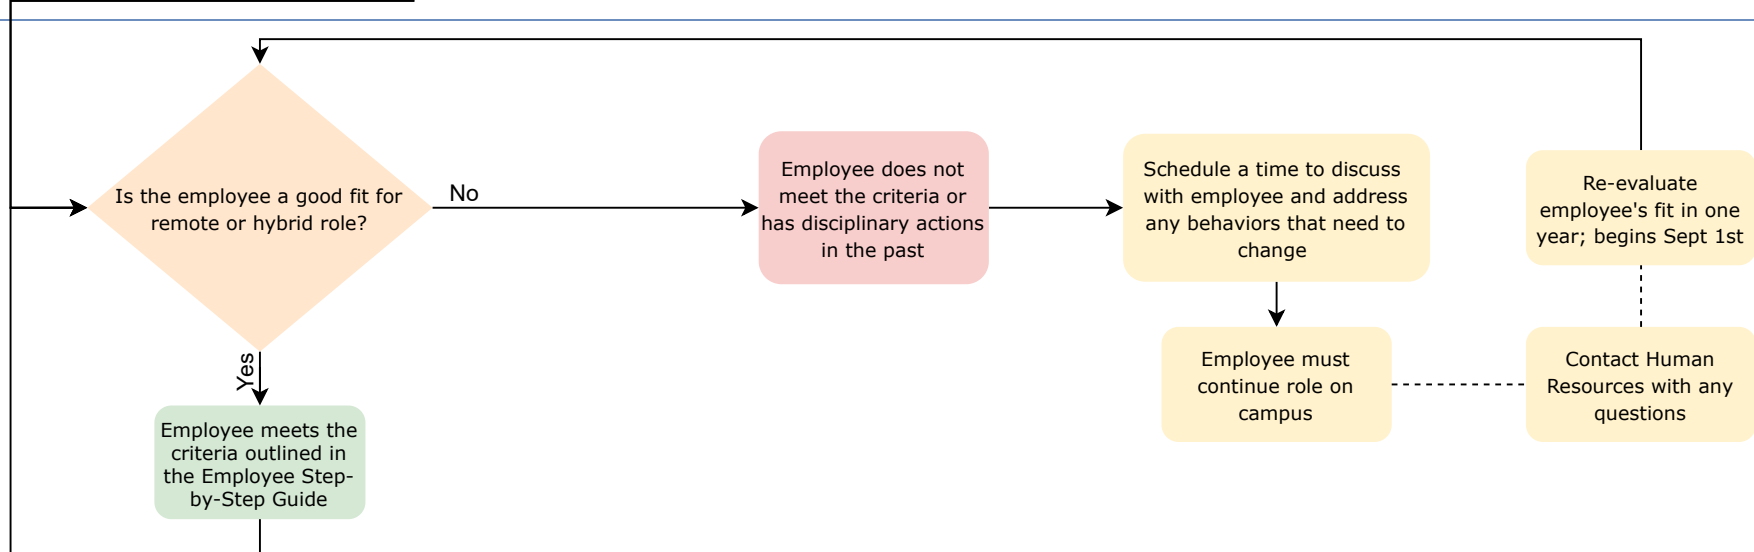 Is the employee a good fit for
remote or hybrid role?
No
Employee does not
meet the criteria or
has disciplinary actions
in the past
Schedule a time to discuss
with employee and address
any behaviors that need to
change
Re-evaluate
employee's fit in one
year; begins Sept 1st
Yes
Employee must
continue role on
campus
Contact Human
Resources with any
questions
Employee meets the
criteria outlined in
the Employee Step-
by-Step Guide